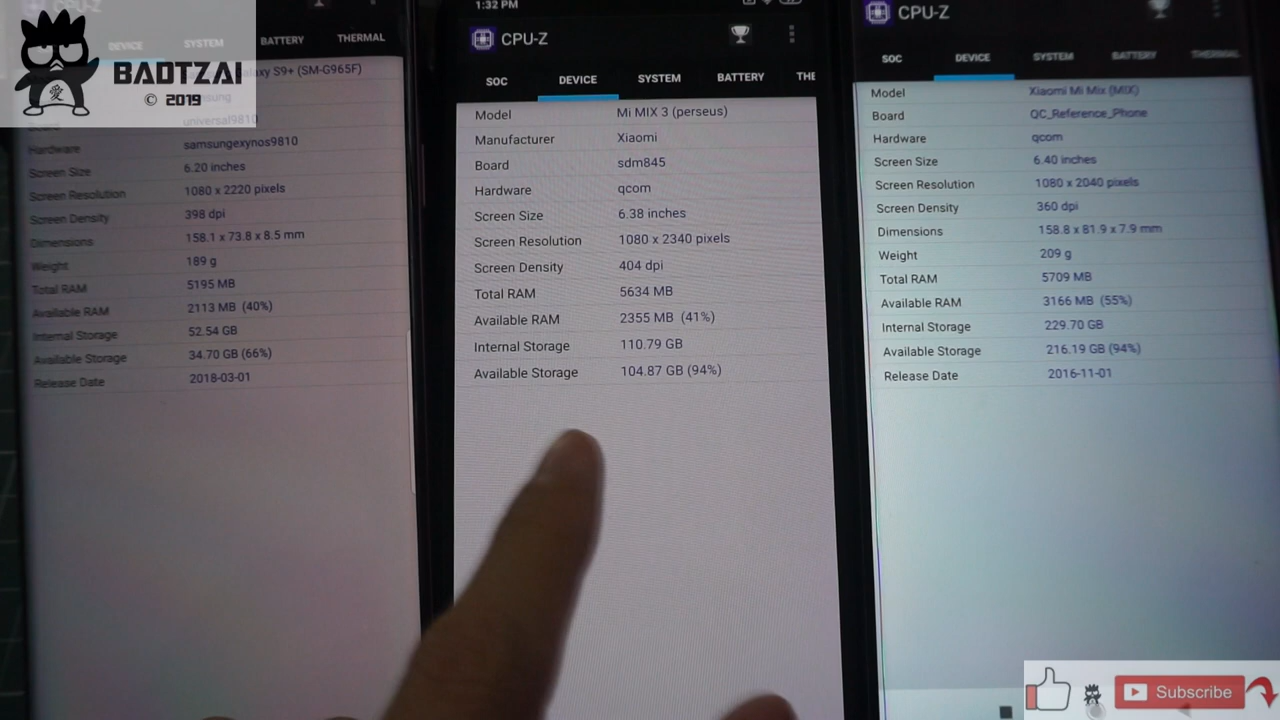 愛
BADTZAI
© 2019
DEVICE
SYSTEM
BATTERY
THERMAL
axy S9+ (SM-G965F)
sung
universal9810
Hardware samsungexynos9810
Screen Size 6.20 inches
Screen Resolution 1080 x 2220 pixels
Screen Density 398 dpi
Dimensions 158.1 x 73.8 x 8.5 mm
Weight 189 g
Total RAM 5195 MB
Available RAM 2113 MB (40%)
Internal Storage 52.54 GB
Available Storage 34.70 GB (66%)
Release Date 2018-03-01
1:32 PM
CPU-Z
SOC DEVICE SYSTEM BATTERY THE
Model Mi MIX 3 (perseus)
Manufacturer Xiaomi
Board sdm845
Hardware qcom
Screen Size 6.38 inches
Screen Resolution 1080 x 2340 pixels
Screen Density 404 dpi
Total RAM 5634 MB
Available RAM 2355 MB (41%)
Internal Storage 110.79 GB
Available Storage 104.87 GB (94%)
CPU-Z
SOC DEVICE SYSTEM BATTERY THERMAL
Model Xiaomi Mi Mix (MIX)
Board QC_Reference_Phone
Hardware qcom
Screen Size 6.40 inches
Screen Resolution 1080 x 2040 pixels
Screen Density 360 dpi
Dimensions 158.8 x 81.9 x 7.9 mm
Weight 209 g
Total RAM 5709 MB
Available RAM 3166 MB (55%)
Internal Storage 229.70 GB
Available Storage 216.19 GB (94%)
Release Date 2016-11-01
Subscribe